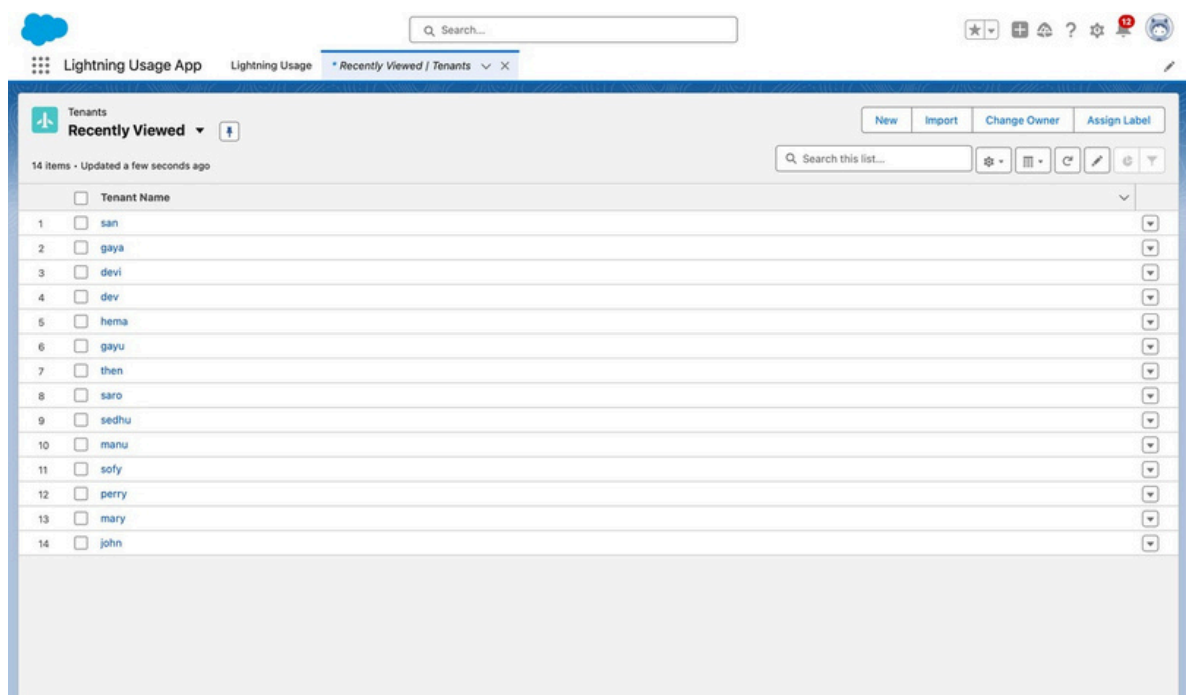 Search...
12
Lightning Usage App Lightning Usage * Recently Viewed | Tenants
Tenants
Recently Viewed
New Import Change Owner Assign Label
14 items • Updated a few seconds ago
Search this list...
Tenant Name
1 san
2 gaya
3 devi
4 dev
5 hema
6 gayu
7 then
8 saro
9 sedhu
10 manu
11 sofy
12 perry
13 mary
14 john